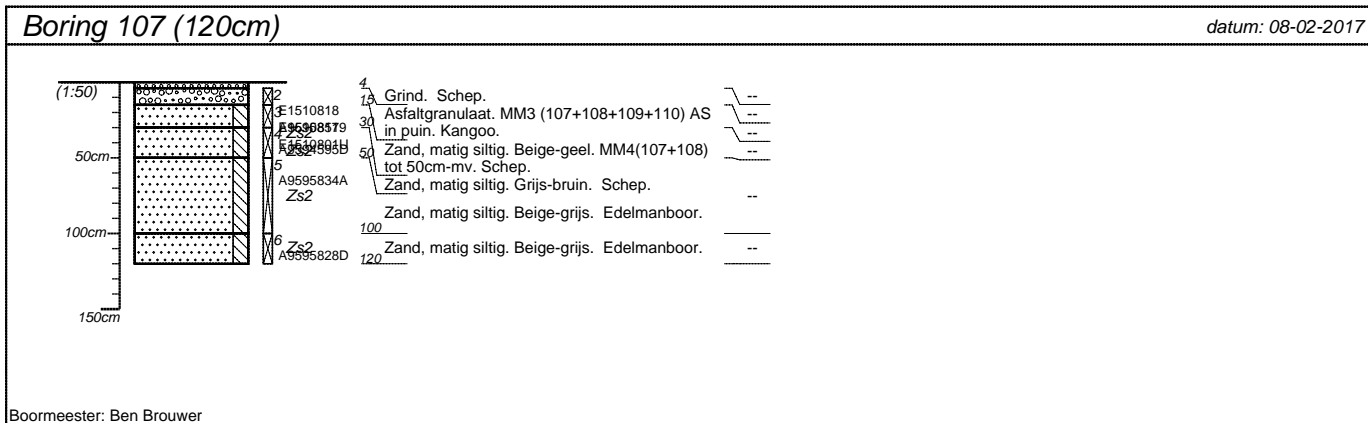 Boring 107 (120cm)
datum: 08-02-2017
(1:50)
50cm
100cm
150cm
2
E1510818
3
Zs2
4
Zs2
5
A9595834A
Zs2
6
Zs2
A9595828D
4
15
30
50
100
120
Grind. Schep.
Asfaltgranulaat. MM3 (107+108+109+110) AS
in puin. Kangoo.
Zand, matig siltig. Beige-geel. MM4(107+108)
tot 50cm-mv. Schep.
Zand, matig siltig. Grijs-bruin. Schep.
Zand, matig siltig. Beige-grijs. Edelmanboor.
Zand, matig siltig. Beige-grijs. Edelmanboor.
--
--
--
--
--
--
Boormeester: Ben Brouwer